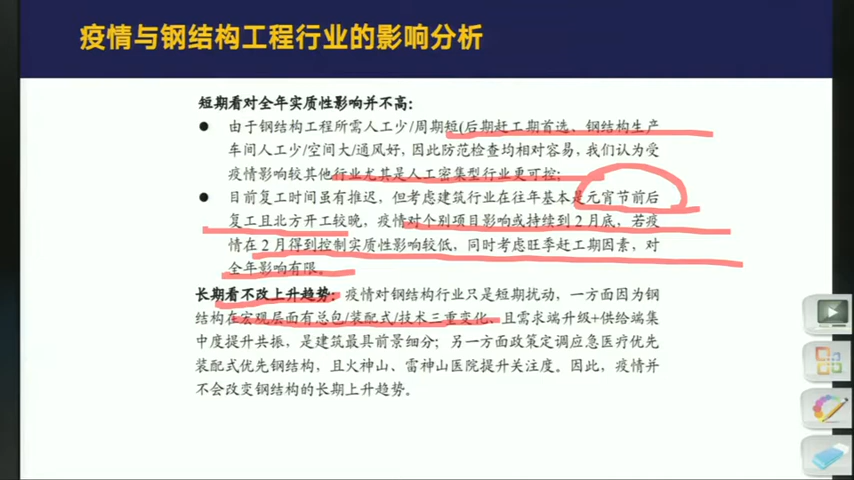 疫情与钢结构工程行业的影响分析
短期看对全年实质性影响并不高：
● 由于钢结构工程所需人工少/周期短(后期赶工期首选、钢结构生产
车间人工少/空间大/通风好，因此防范检查均相对容易，我们认为受
疫情影响较其他行业尤其是人工密集型行业更可控；
● 目前复工时间虽有推迟，但考虑建筑行业在往年基本是元宵节前后
复工且北方开工较晚，疫情对个别项目影响或持续到2月底，若疫
情在2月得到控制实质性影响较低，同时考虑旺季赶工期因素，对
全年影响有限。
长期看不改上升趋势：疫情对钢结构行业只是短期扰动，一方面因为钢
结构在宏观层面有总包/装配式/技术三重变化、且需求端升级+供给端集
中度提升共振，是建筑最具前景细分；另一方面政策定调应急医疗优先
装配式优先钢结构，且火神山、雷神山医院提升关注度。因此，疫情并
不会改变钢结构的长期上升趋势。